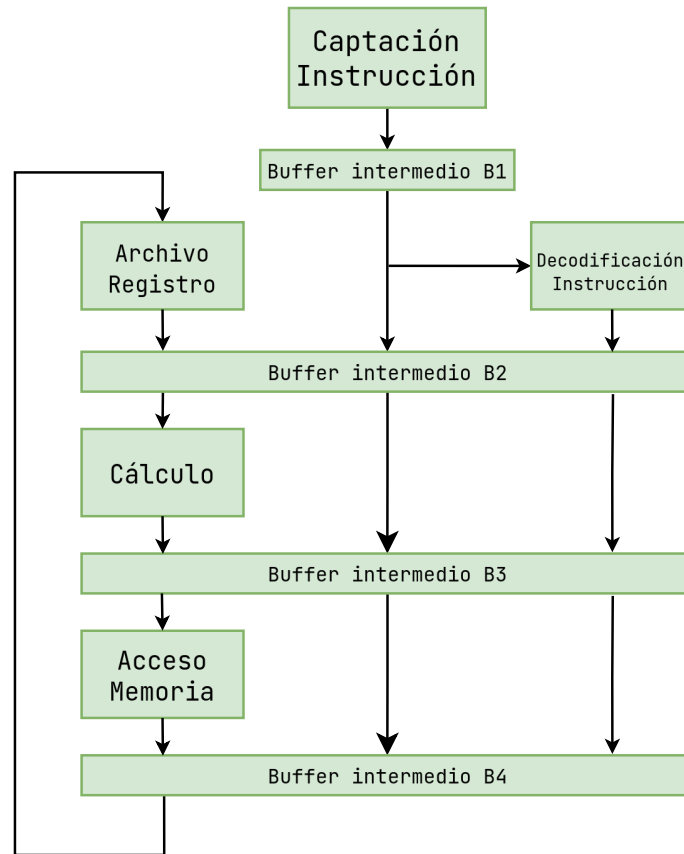 Captación
Instrucción
Buffer intermedio B1
Archivo
Registro
Decodificación
Instrucción
Buffer intermedio B2
Cálculo
Buffer intermedio B3
Acceso
Memoria
Buffer intermedio B4